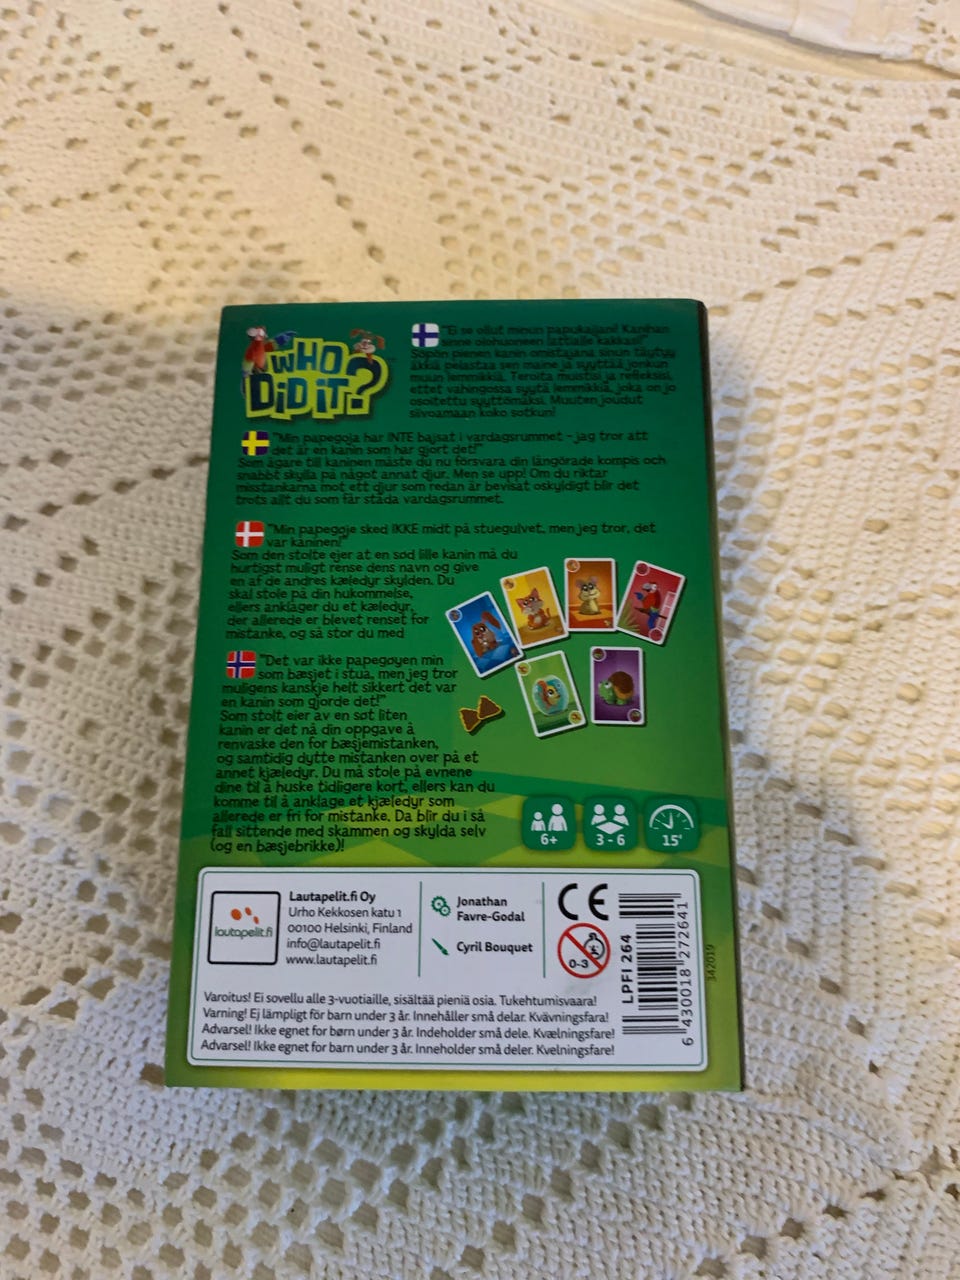 WHO
DiD iT?
"Ei se ollut minun papukaijani! Kanihan
sinne olohuoneen lattialle kakkasi!"
Söpön pienen kanin omistajana sinun täytyy
äkkiä pelastaa sen maine ja syyttää jonkun
muun lemmikkiä. Teroita muistisi ja refleksisi,
ettet vahingossa syytä lemmikkiä, joka on jo
osoitettu syyttömäksi. Muuten joudut
siivoamaan koko sotkun!
"Min papegoja har INTE bajsat i vardagsrummet – jag tror att
det är en kanin som har gjort det!"
Som ägare till kaninen måste du nu försvara din långörade kompis och
snabbt skylla på något annat djur. Men se upp! Om du riktar
misstankarna mot ett djur som redan är bevisat oskyldigt blir det
trots allt du som får städa vardagsrummet.
"Min papegøje sked IKKE midt på stuegulvet, men jeg tror, det
var kaninen!"
Som den stolte ejer at en sød lille kanin må du
hurtigst muligt rense dens navn og give
en af de andre kæledyr skylden. Du
skal stole på din hukommelse,
ellers anklager du et kæledyr,
der allerede er blevet renset for
mistanke, og så stor du med
"Det var ikke papegøyen min
som bæsjet i stua, men jeg tror
muligens kanskje helt sikkert det var
en kanin som gjorde det!"
Som stolt eier av en søt liten
kanin er det nå din oppgave å
renvaske den for bæsjemistanken,
og samtidig dytte mistanken over på et
annet kjæledyr. Du må stole på evnene
dine til å huske tidligere kort, ellers kan du
komme til å anklage et kjæledyr som
allerede er fri for mistanke. Da blir du i så
fall sittende med skammen og skylda selv
(og en bæsjebrikke)!
6+
3 - 6
15'
lautapelit.fi
Lautapelit.fi Oy
Urho Kekkosen katu 1
00100 Helsinki, Finland
info@lautapelit.fi
www.lautapelit.fi
Jonathan
Favre-Godal
Cyril Bouquet
CE
0-3
LPFI 264
6 430018 272641
342019
Varoitus! Ei sovellu alle 3-vuotiaille, sisältää pieniä osia. Tukehtumisvaara!
Varning! Ej lämpligt för barn under 3 år. Innehåller små delar. Kvävningsfara!
Advarsel! Ikke egnet for børn under 3 år. Indeholder små dele. Kvælningsfare!
Advarsel! Ikke egnet for barn under 3 år. Inneholder små deler. Kvelningsfare!